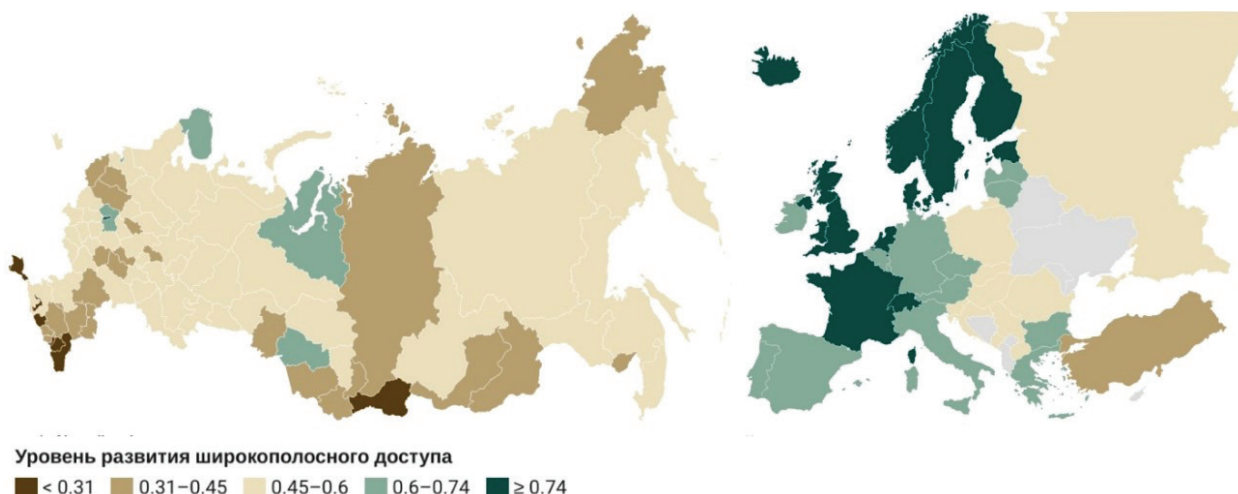 Уровень развития широкополосного доступа
< 0.31 0.31–0.45 0.45–0.6 0.6–0.74 ≥ 0.74